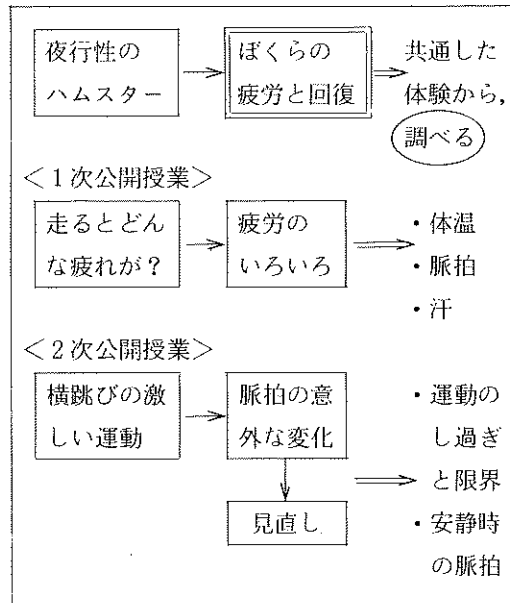 夜行性の
ハムスター
ぼくらの
疲労と回復
共通した
体験から,
調べる
<1次公開授業>
走るとどん
な疲れが?
疲労の
いろいろ
・体温
・脈拍
・汗
<2次公開授業>
横跳びの激
しい運動
脈拍の意
外な変化
見直し
・運動の
し過ぎ
と限界
・安静時
の脈拍